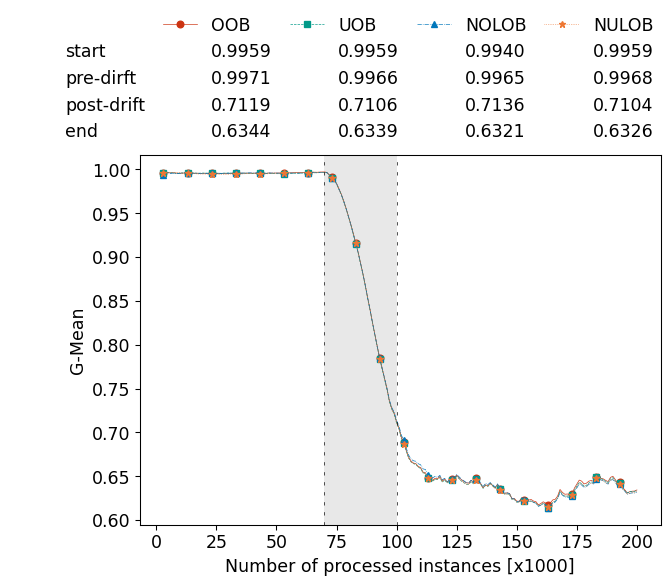 OOB UOB NOLOB NULOB
start 0.9959 0.9959 0.9940 0.9959
pre-dirft 0.9971 0.9966 0.9965 0.9968
post-drift 0.7119 0.7106 0.7136 0.7104
end 0.6344 0.6339 0.6321 0.6326
1.00
0.95
0.90
0.85
0.80
0.75
0.70
0.65
0.60
G-Mean
0 25 50 75 100 125 150 175 200
Number of processed instances [x1000]